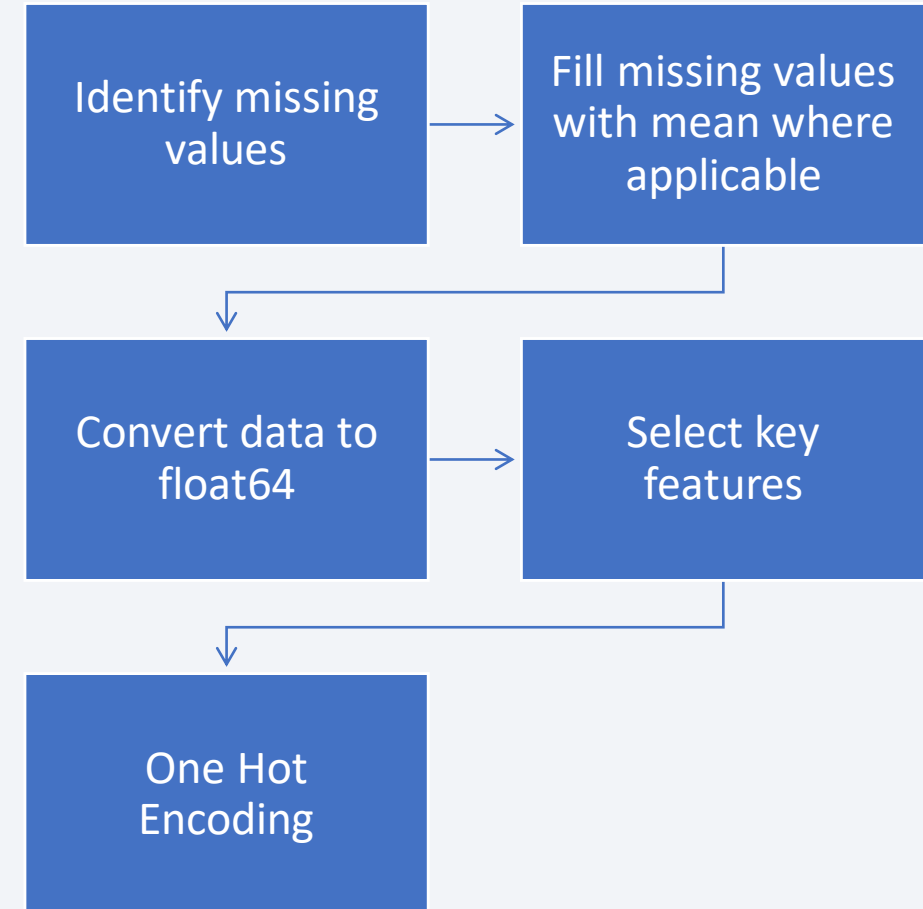 Identify missing
values
Fill missing values
with mean where
applicable
Convert data to
float64
Select key
features
One Hot
Encoding